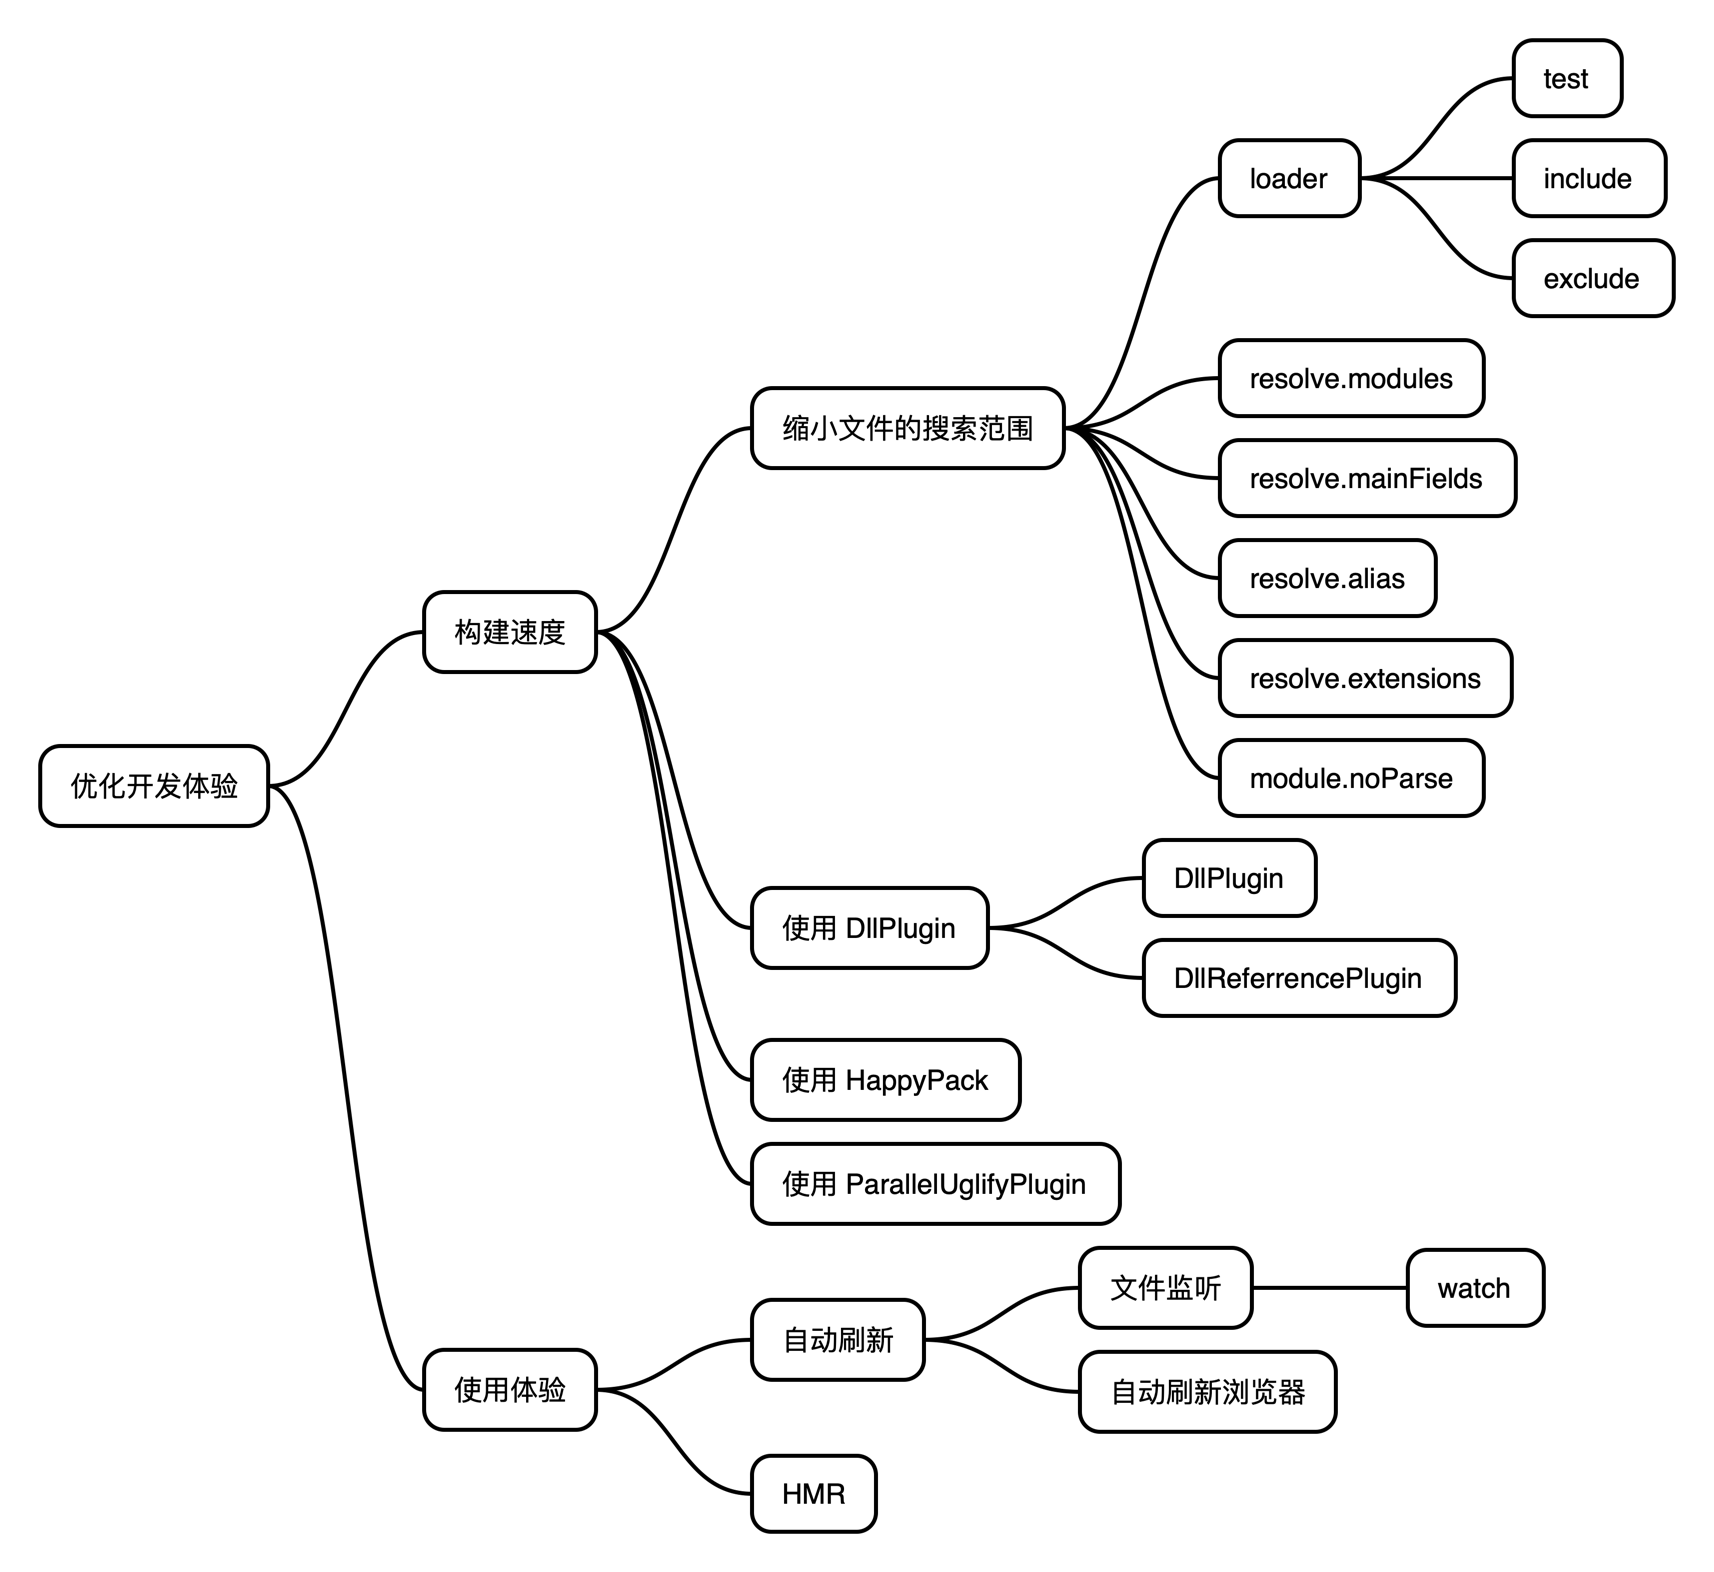 优化开发体验
构建速度
缩小文件的搜索范围
loader
test
include
exclude
resolve.modules
resolve.mainFields
resolve.alias
resolve.extensions
module.noParse
使用 DllPlugin
DllPlugin
DllReferrencePlugin
使用 HappyPack
使用 ParallelUglifyPlugin
使用体验
自动刷新
文件监听
watch
自动刷新浏览器
HMR